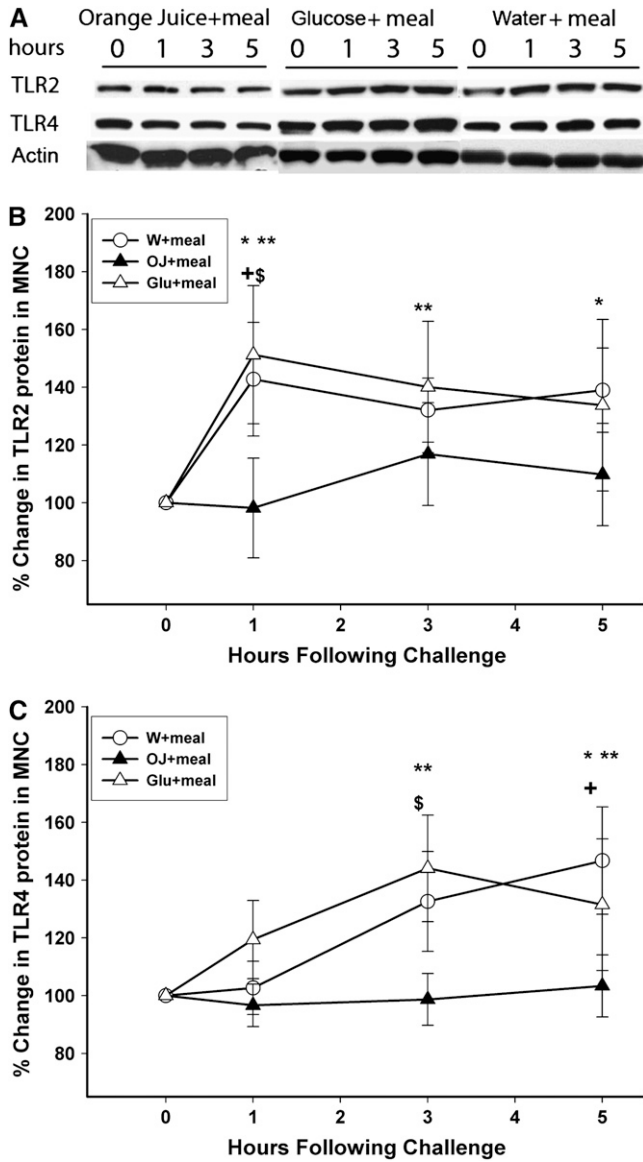 A
Orange Juice+meal Glucose+ meal Water + meal
hours 0 1 3 5 0 1 3 5 0 1 3 5
TLR2
TLR4
Actin
B
200
180
160
140
120
100
80
% Change in TLR2 protein in MNC
W+meal
OJ+meal
Glu+meal
* **
+$
**
*
0 1 2 3 4 5
Hours Following Challenge
C
200
180
160
140
120
100
80
% Change in TLR4 protein in MNC
W+meal
OJ+meal
Glu+meal
**
$
* **
+
0 1 2 3 4 5
Hours Following Challenge